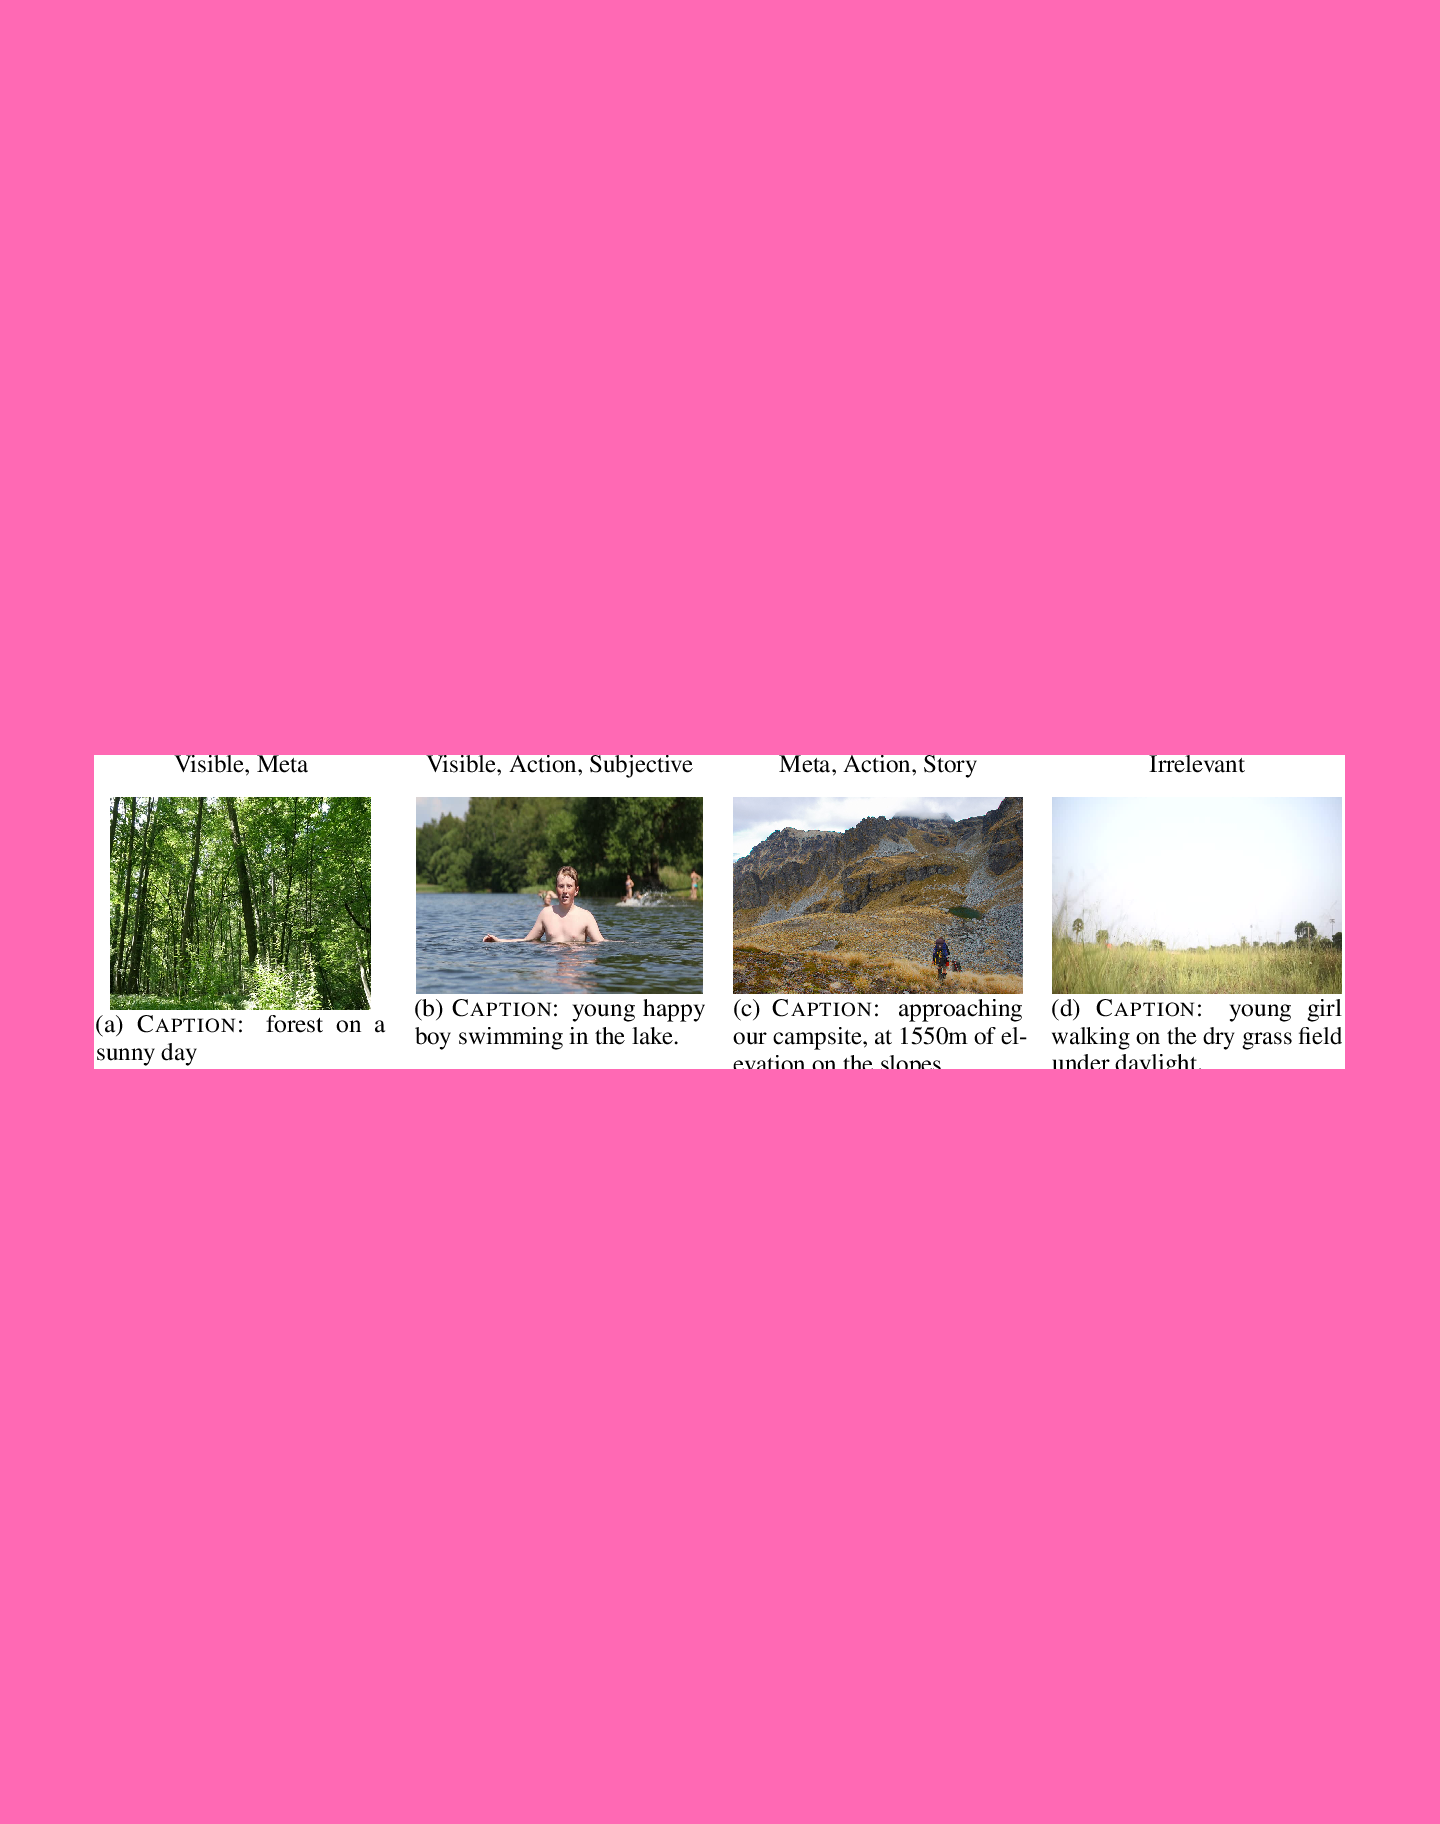 Visible, Meta
Visible, Action, Subjective
Meta, Action, Story
Irrelevant
(a) CAPTION: forest on a
sunny day
(b) CAPTION: young happy
boy swimming in the lake.
(c) CAPTION: approaching
our campsite, at 1550m of el-
evation on the slopes
(d) CAPTION: young girl
walking on the dry grass field
under daylight.